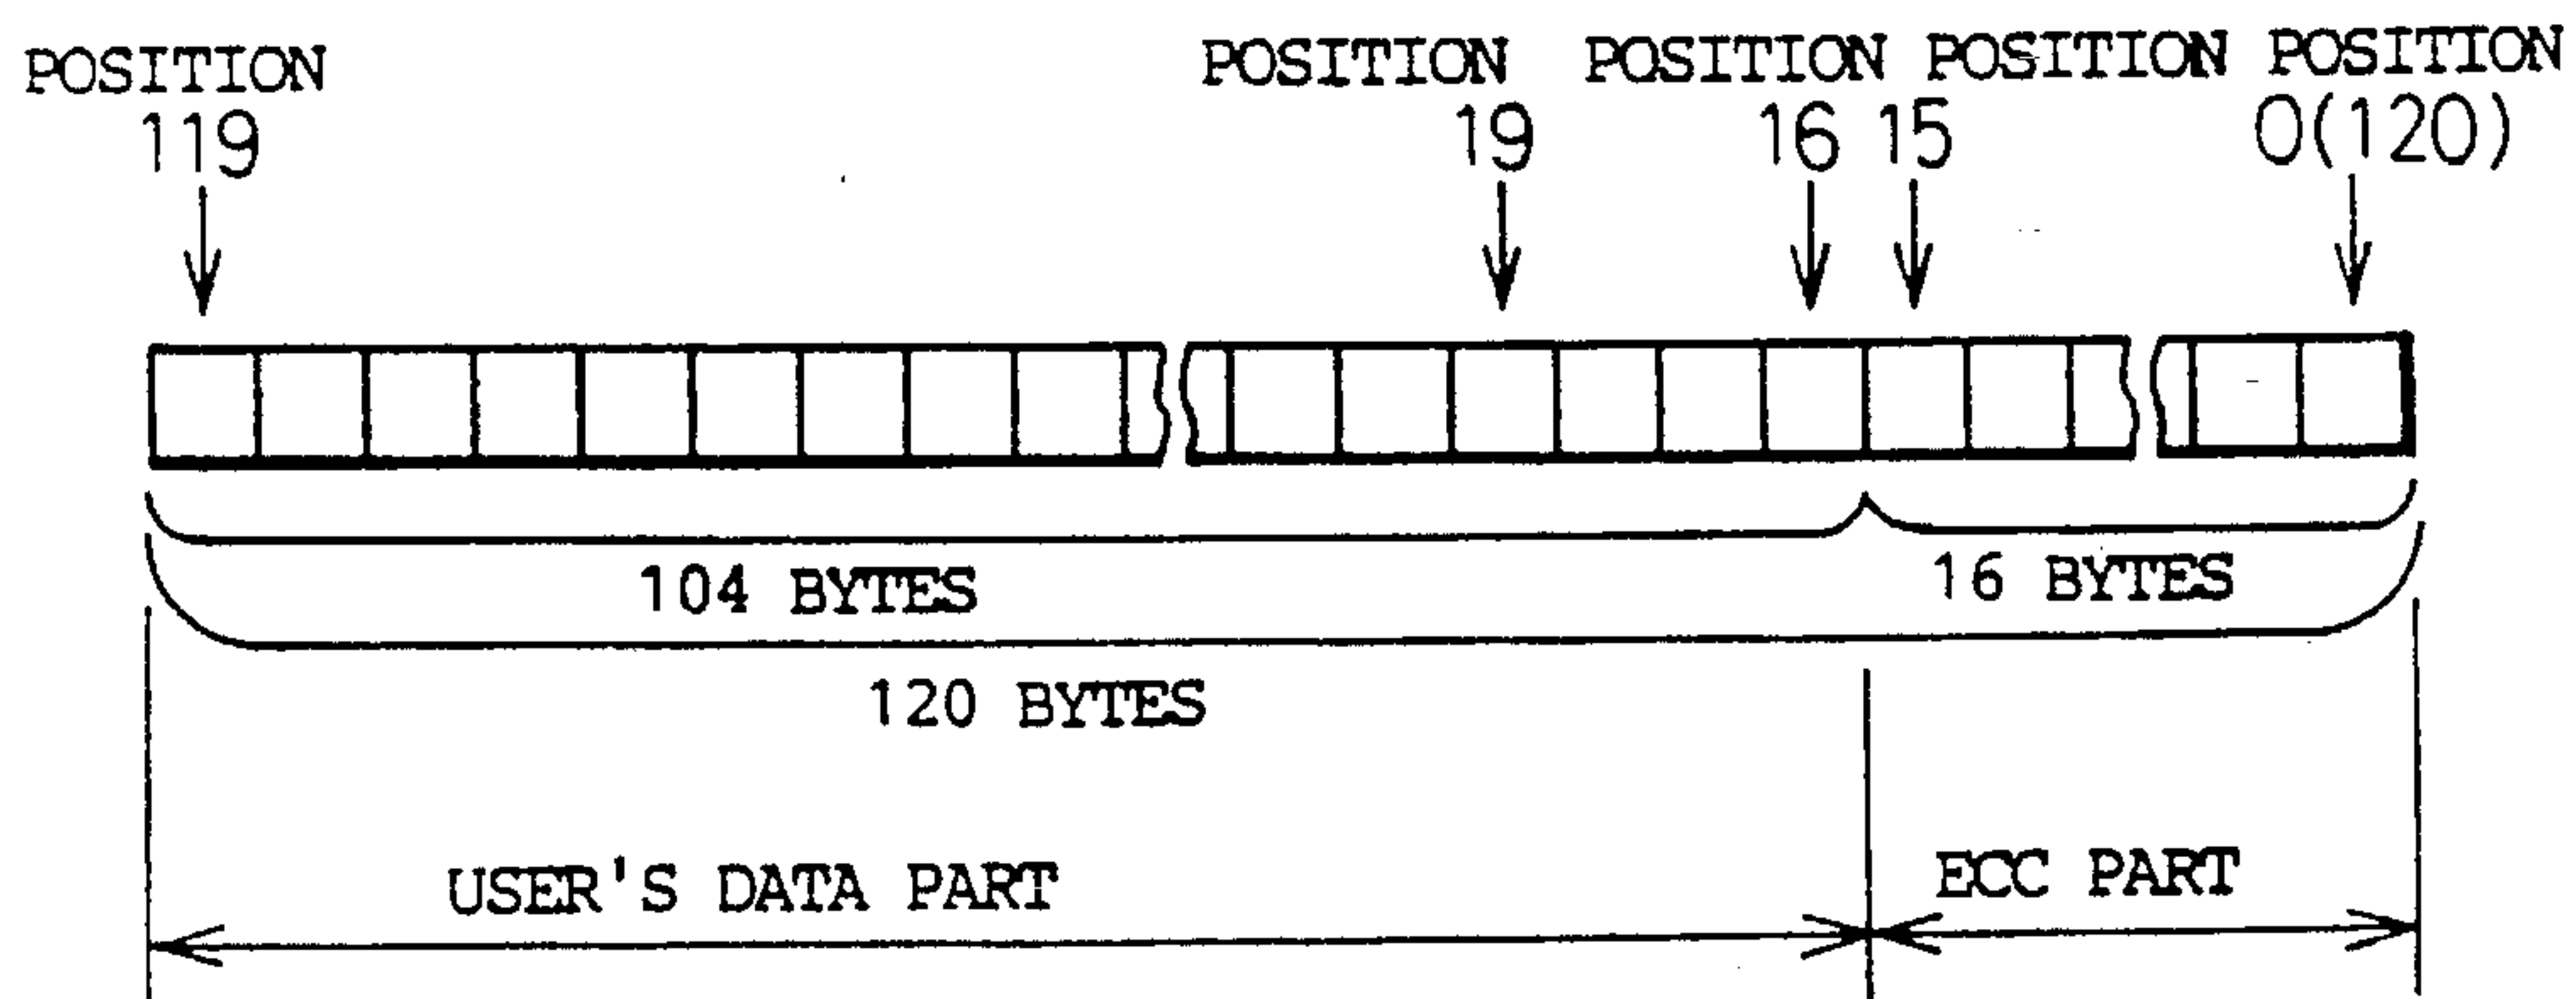 POSITION POSITION POSITION POSITION POSITION
119 19 16 15 0(120)
104 BYTES 16 BYTES
120 BYTES
USER'S DATA PART ECC PART